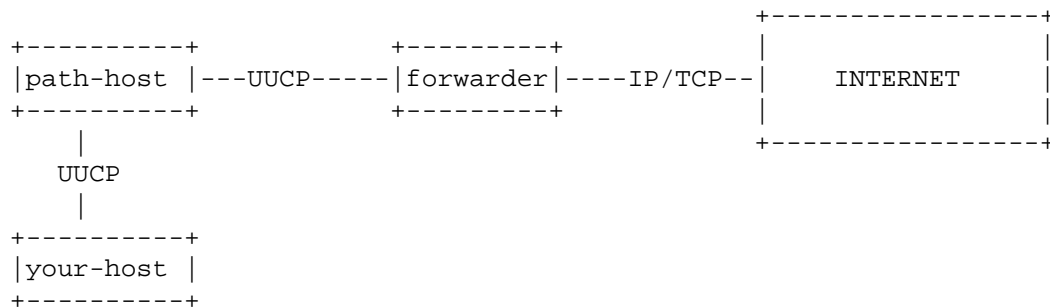 +-----------------+
+----------+                +---------+               |                 |
|path-host |---UUCP-----|forwarder|----IP/TCP--|     INTERNET    |
+----------+                +---------+               |                 |
     |                                                    +-----------------+
   UUCP
     |
+----------+
|your-host |
+----------+